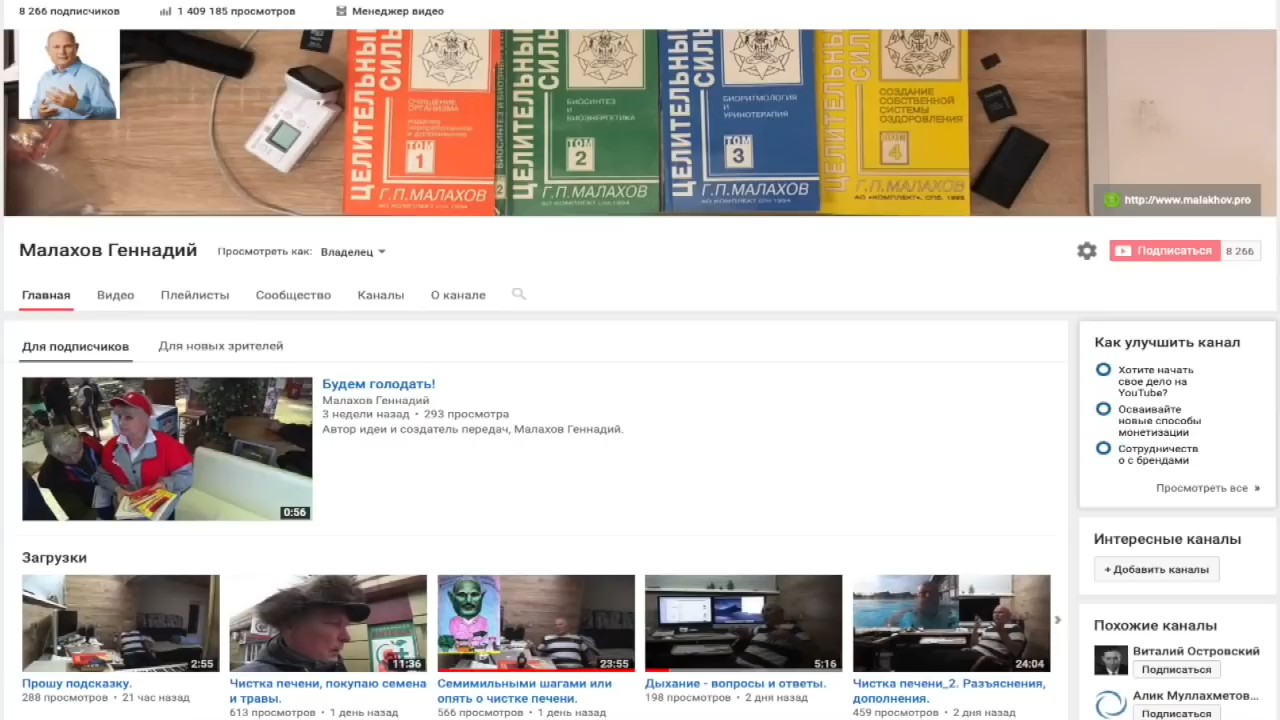 8 266 подписчиков
1 409 185 просмотров
Менеджер видео
ЦЕЛИТЕЛЬНЫЕ СИЛЫ
ОЧИЩЕНИЕ
ОРГАНИЗМА
ТОМ
1
Г.П.МАЛАХОВ
ЦЕЛИТЕЛЬНЫЕ СИЛЫ
БИОСИНТЕЗ
И
БИОЭНЕРГЕТИКА
ТОМ
2
Г.П.МАЛАХОВ
ЦЕЛИТЕЛЬНЫЕ СИЛЫ
БИОРИТМОЛОГИЯ
И
УРИНОТЕРАПИЯ
ТОМ
3
Г.П.МАЛАХОВ
ЦЕЛИТЕЛЬНЫЕ СИЛЫ
СОЗДАНИЕ
СОБСТВЕННОЙ
СИСТЕМЫ
ОЗДОРОВЛЕНИЯ
ТОМ
4
Г.П.МАЛАХОВ
http://www.malakhov.pro
Малахов Геннадий
Просмотреть как: Владелец
Подписаться 8 266
Главная Видео Плейлисты Сообщество Каналы О канале
Для подписчиков Для новых зрителей
Будем голодать!
Малахов Геннадий
3 недели назад • 293 просмотра
Автор идеи и создатель передач, Малахов Геннадий.
0:56
Загрузки
2:55
Прошу подсказку.
288 просмотров • 21 час назад
11:36
Чистка печени, покупаю семена
и травы.
613 просмотров • 1 день назад
23:55
Семимильными шагами или
опять о чистке печени.
566 просмотров • 1 день назад
5:16
Дыхание - вопросы и ответы.
198 просмотров • 2 дня назад
24:04
Чистка печени_2. Разъяснения,
дополнения.
459 просмотров • 2 дня назад
Как улучшить канал
Хотите начать
свое дело на
YouTube?
Осваивайте
новые способы
монетизации
Сотрудничеств
о с брендами
Просмотреть все »
Интересные каналы
+ Добавить каналы
Похожие каналы
Виталий Островский
Подписаться
Алик Муллахметов...
Подписаться